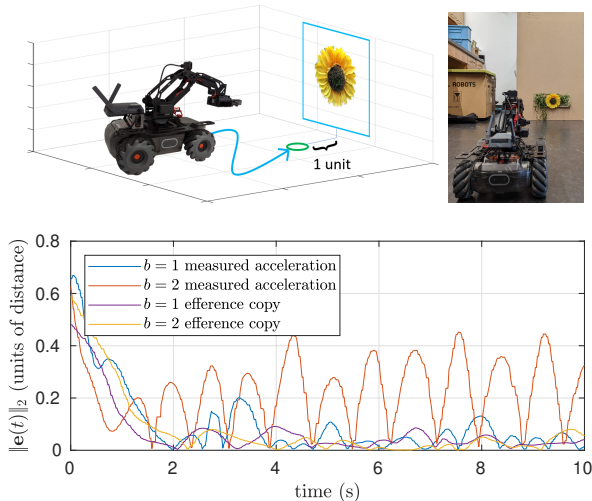 1 unit
L ROBOTS
‖e(t)‖₂ (units of distance)
0.8
0.6
0.4
0.2
0
b = 1 measured acceleration
b = 2 measured acceleration
b = 1 efference copy
b = 2 efference copy
0 2 4 6 8 10
time (s)